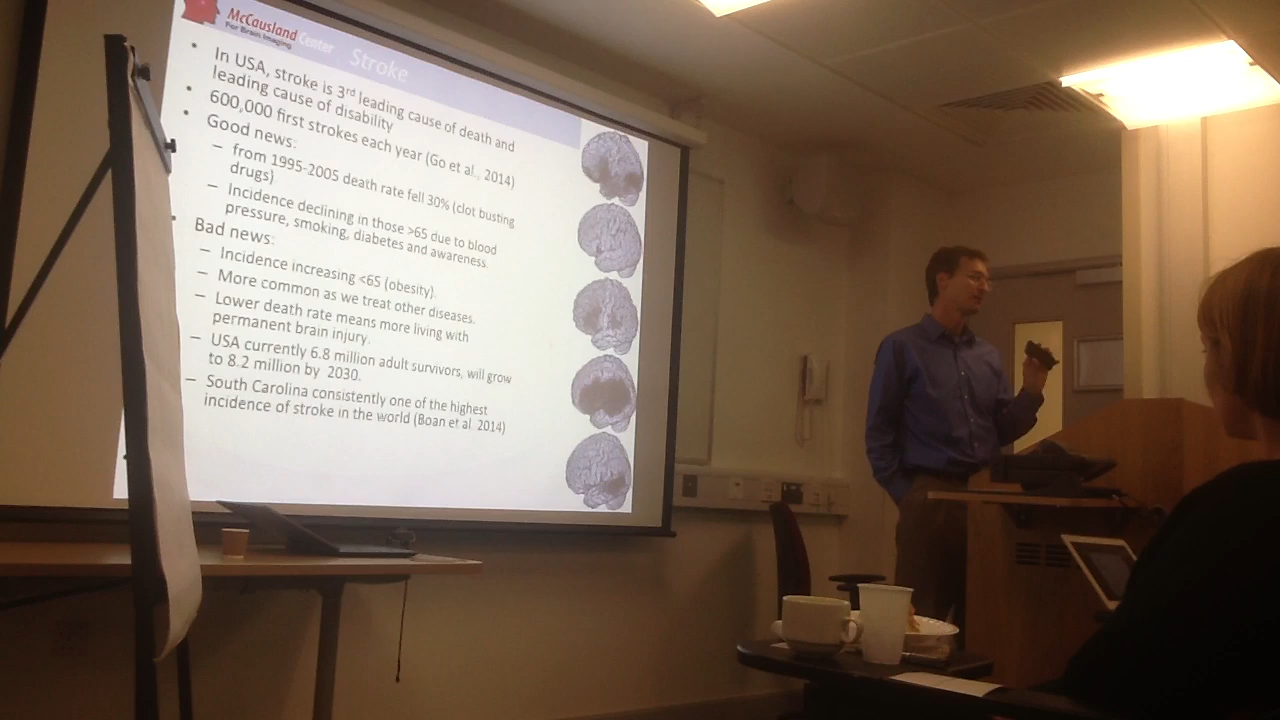 McCausland Center
For Brain Imaging
Stroke
• In USA, stroke is 3rd leading cause of death and
leading cause of disability
• 600,000 first strokes each year (Go et al., 2014)
• Good news:
– from 1995-2005 death rate fell 30% (clot busting
drugs)
– Incidence declining in those >65 due to blood
pressure, smoking, diabetes and awareness.
• Bad news:
– Incidence increasing <65 (obesity).
– More common as we treat other diseases.
– Lower death rate means more living with
permanent brain injury.
– USA currently 6.8 million adult survivors, will grow
to 8.2 million by 2030.
– South Carolina consistently one of the highest
incidence of stroke in the world (Boan et al. 2014)